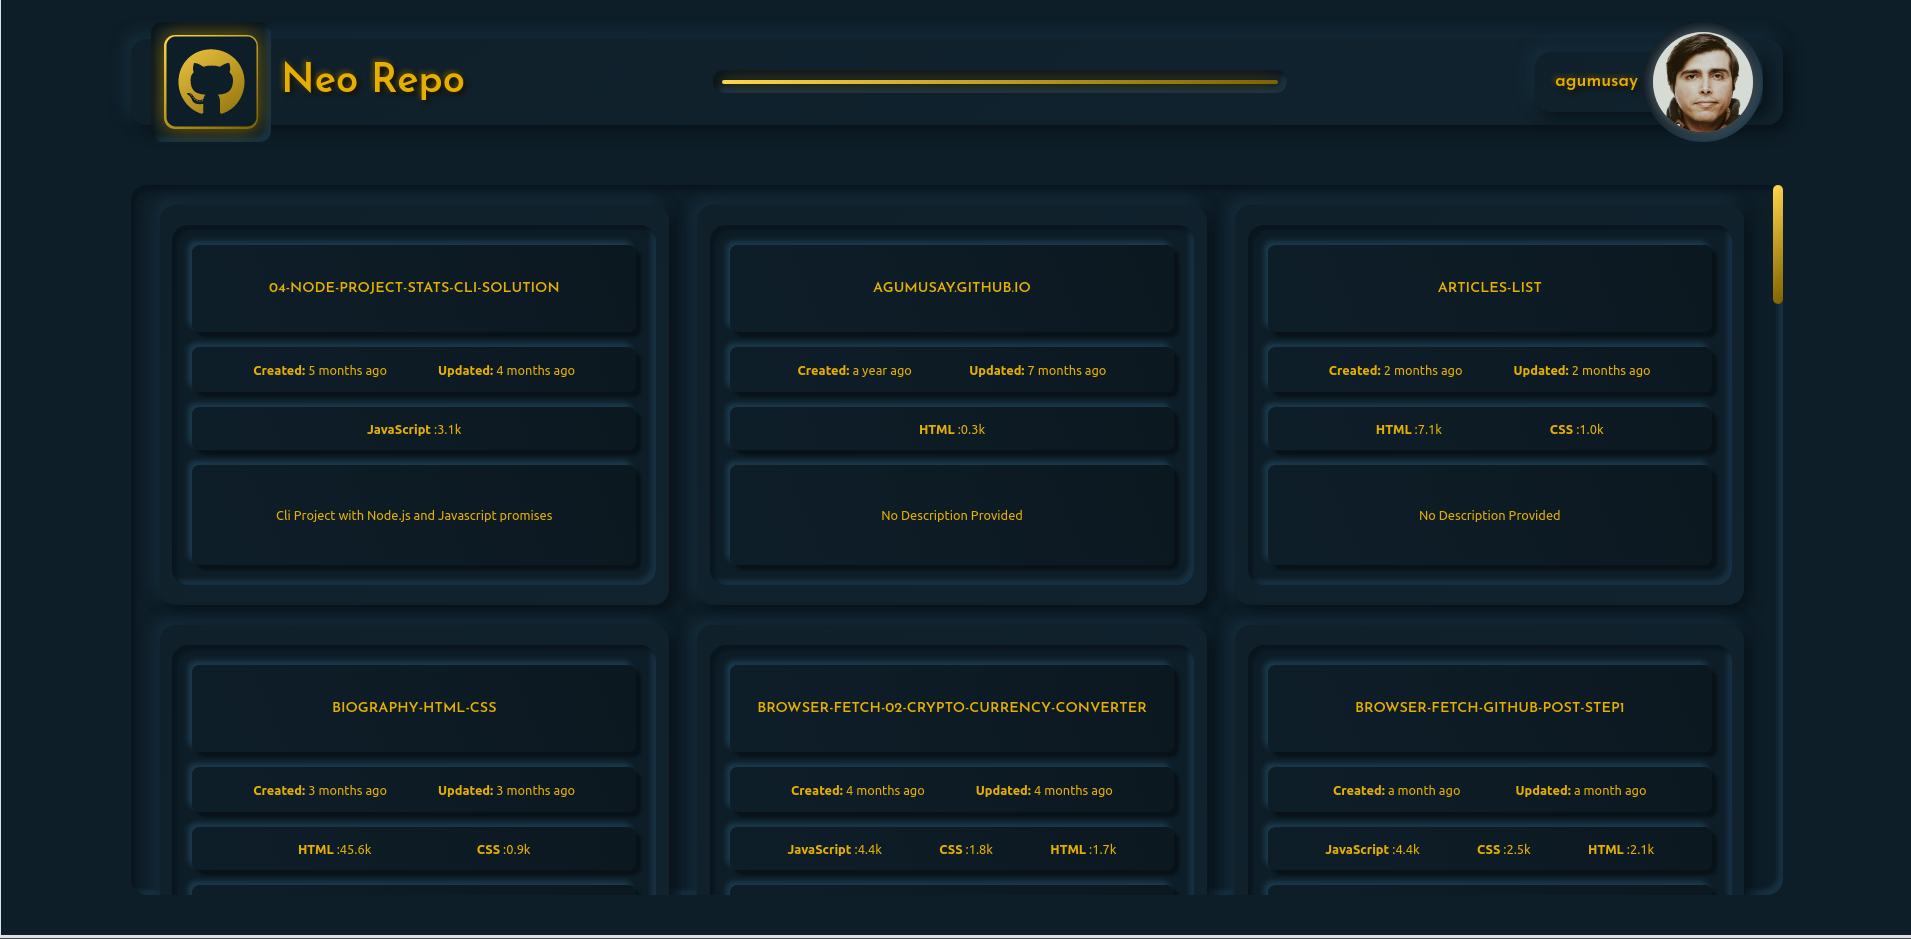 Neo Repo
agumusay
04-NODE-PROJECT-STATS-CLI-SOLUTION
Created: 5 months ago Updated: 4 months ago
JavaScript :3.1k
Cli Project with Node.js and Javascript promises
AGUMUSAY.GITHUB.IO
Created: a year ago Updated: 7 months ago
HTML :0.3k
No Description Provided
ARTICLES-LIST
Created: 2 months ago Updated: 2 months ago
HTML :7.1k CSS :1.0k
No Description Provided
BIOGRAPHY-HTML-CSS
Created: 3 months ago Updated: 3 months ago
HTML :45.6k CSS :0.9k
BROWSER-FETCH-02-CRYPTO-CURRENCY-CONVERTER
Created: 4 months ago Updated: 4 months ago
JavaScript :4.4k CSS :1.8k HTML :1.7k
BROWSER-FETCH-GITHUB-POST-STEP1
Created: a month ago Updated: a month ago
JavaScript :4.4k CSS :2.5k HTML :2.1k